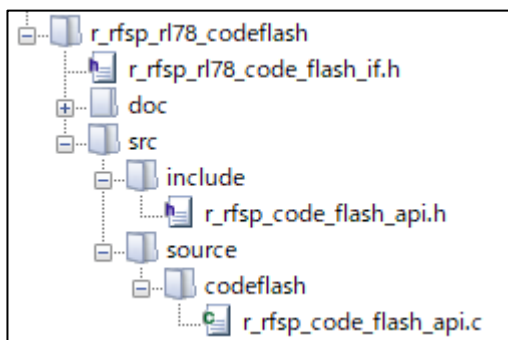 r_rfsp_rl78_codeflash
r_rfsp_rl78_code_flash_if.h
doc
src
include
r_rfsp_code_flash_api.h
source
codeflash
r_rfsp_code_flash_api.c